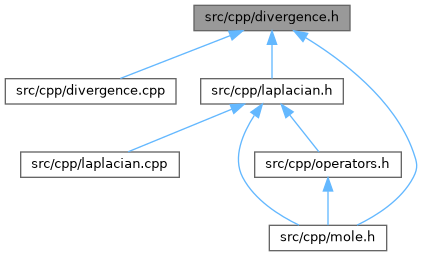 src/cpp/divergence.h
src/cpp/divergence.cpp
src/cpp/laplacian.h
src/cpp/laplacian.cpp
src/cpp/operators.h
src/cpp/mole.h